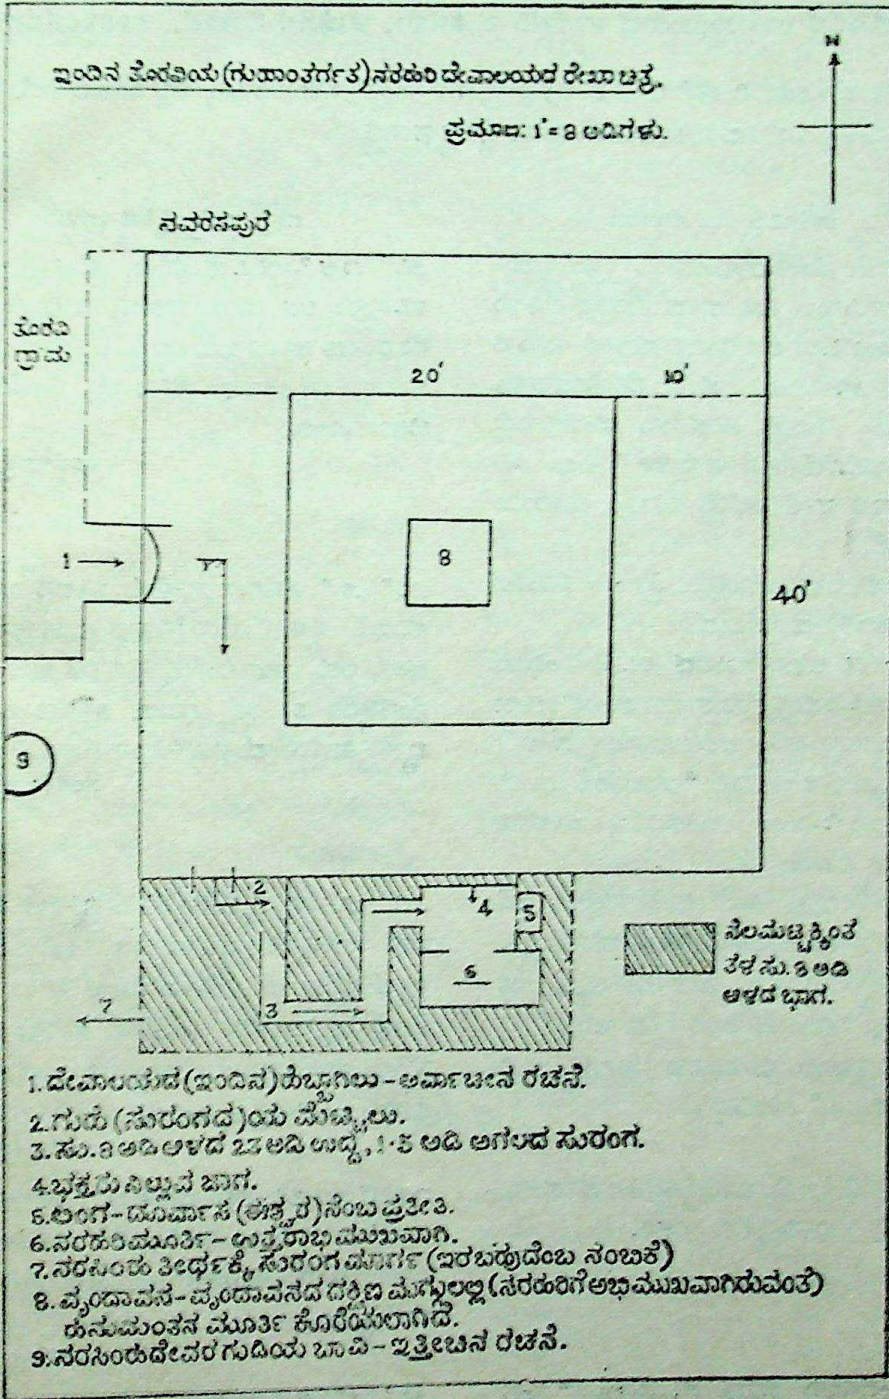 ಇಂದಿನ ತೊರವಿಯ (ಗುಹಾಂತರ್ಗತ) ನರಹರಿ ದೇವಾಲಯದ ರೇಖಾ ಚಿತ್ರ.
N
ಪ್ರಮಾಣ: 1"= 8 ಅಡಿಗಳು.
ನವರಸಪುರ
ತೊರವಿ
ಗ್ರಾಮ
20'
10'
1
8
40'
9
2
4
5
6
3
7
ನೆಲಮಟ್ಟಕ್ಕಿಂತ
ತಳ ಸು. 8 ಅಡಿ
ಆಳದ ಭಾಗ.
1. ದೇವಾಲಯದ (ಇಂದಿನ) ಹೆಬ್ಬಾಗಿಲು - ಅರ್ವಾಚೀನ ರಚನೆ.
2. ಗುಹೆ (ಸುರಂಗದ) ಯ ಮೆಟ್ಟಿಲು.
3. ಸು. 8 ಅಡಿ ಆಳದ 23 ಅಡಿ ಉದ್ದ, 1.5 ಅಡಿ ಅಗಲದ ಸುರಂಗ.
4. ಭಕ್ತರು ನಿಲ್ಲುವ ಜಾಗ.
5. ಲಿಂಗ - ದೂರ್ವಾಸ (ಈಶ್ವರ) ನೆಂಬ ಪ್ರತೀತಿ.
6. ನರಹರಿ ಮೂರ್ತಿ - ಉತ್ತರಾಭಿಮುಖವಾಗಿ.
7. ನರಸಿಂಹ ತೀರ್ಥಕ್ಕೆ ಸುರಂಗ ಮಾರ್ಗ (ಇರಬಹುದೆಂಬ ನಂಬಿಕೆ)
8. ವೃಂದಾವನ - ವೃಂದಾವನದ ದಕ್ಷಿಣ ಮಗ್ಗುಲಲ್ಲಿ (ನರಹರಿಗೆ ಅಭಿಮುಖವಾಗಿರುವಂತೆ)
ಹನುಮಂತನ ಮೂರ್ತಿ ಕೊರೆಯಲಾಗಿದೆ.
9. ನರಸಿಂಹದೇವರ ಗುಡಿಯ ಬಾವಿ - ಇತ್ತೀಚಿನ ರಚನೆ.